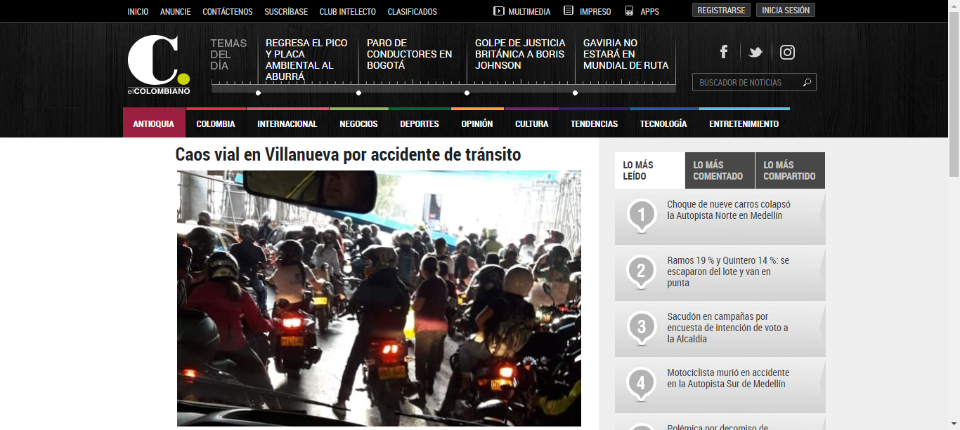 INICIO ANUNCIE CONTÁCTENOS SUSCRÍBASE CLUB INTELECTO CLASIFICADOS MULTIMEDIA IMPRESO APPS REGISTRARSE INICIA SESIÓN
C.
elCOLOMBIANO
TEMAS
DEL
DÍA
REGRESA EL PICO
Y PLACA
AMBIENTAL AL
ABURRÁ
PARO DE
CONDUCTORES EN
BOGOTÁ
GOLPE DE JUSTICIA
BRITÁNICA A BORIS
JOHNSON
GAVIRIA NO
ESTARÁ EN
MUNDIAL DE RUTA
BUSCADOR DE NOTICIAS
ANTIOQUIA COLOMBIA INTERNACIONAL NEGOCIOS DEPORTES OPINIÓN CULTURA TENDENCIAS TECNOLOGÍA ENTRETENIMIENTO
Caos vial en Villanueva por accidente de tránsito
LO MÁS
LEÍDO
LO MÁS
COMENTADO
LO MÁS
COMPARTIDO
1
Choque de nueve carros colapsó
la Autopista Norte en Medellín
2
Ramos 19 % y Quintero 14 %: se
escaparon del lote y van en
punta
3
Sacudón en campañas por
encuesta de intención de voto a
la Alcaldía
4
Motociclista murió en accidente
en la Autopista Sur de Medellín
Polémica por decomiso de